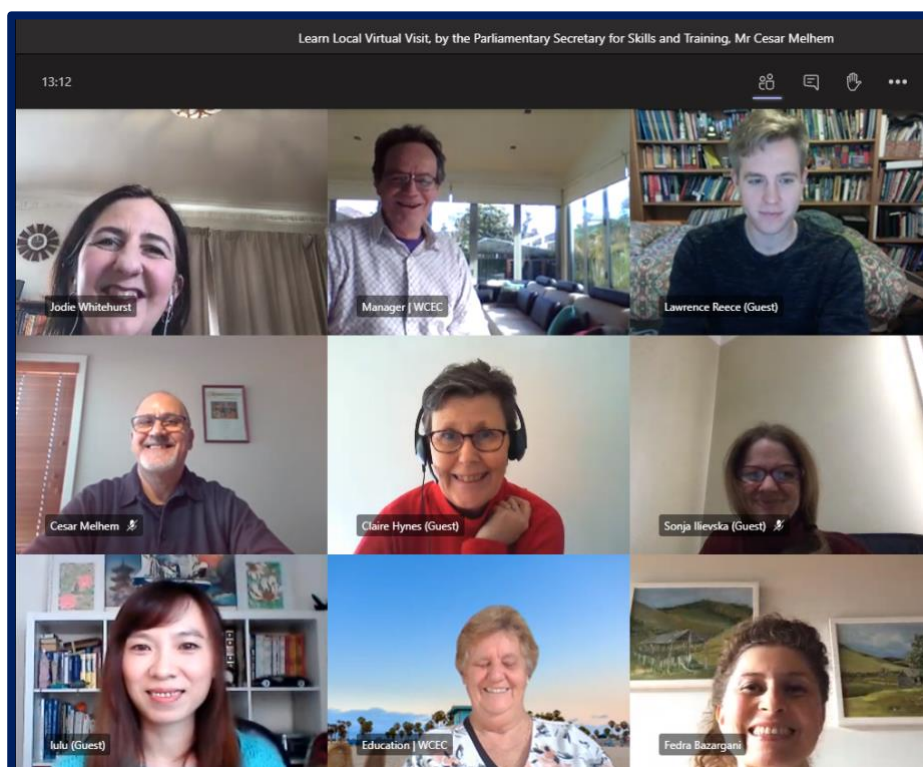 Learn Local Virtual Visit, by the Parliamentary Secretary for Skills and Training, Mr Cesar Melhem
13:12
Jodie Whitehurst
Manager | WCEC
Lawrence Reece (Guest)
Cesar Melhem
Claire Hynes (Guest)
Sonja Ilievska (Guest)
lulu (Guest)
Education | WCEC
Fedra Bazargani